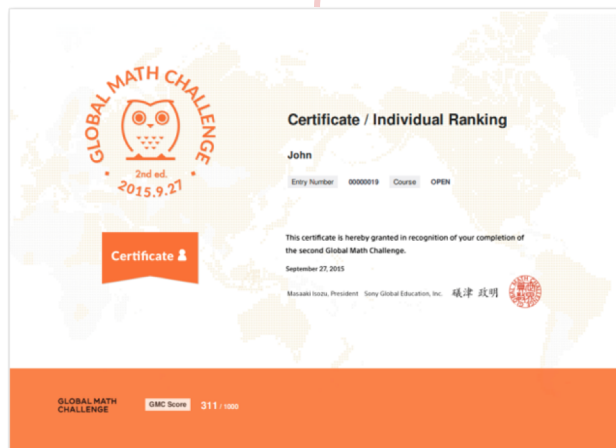 GLOBAL MATH CHALLENGE
2nd ed.
2015.9.27
Certificate
Certificate / Individual Ranking
John
Entry Number 00000019 Course OPEN
This certificate is hereby granted in recognition of your completion of
the second Global Math Challenge.
September 27, 2015
Masaaki Isozu, President Sony Global Education, Inc. 礒津 政明
GLOBAL MATH
CHALLENGE
GMC Score 311 / 1000